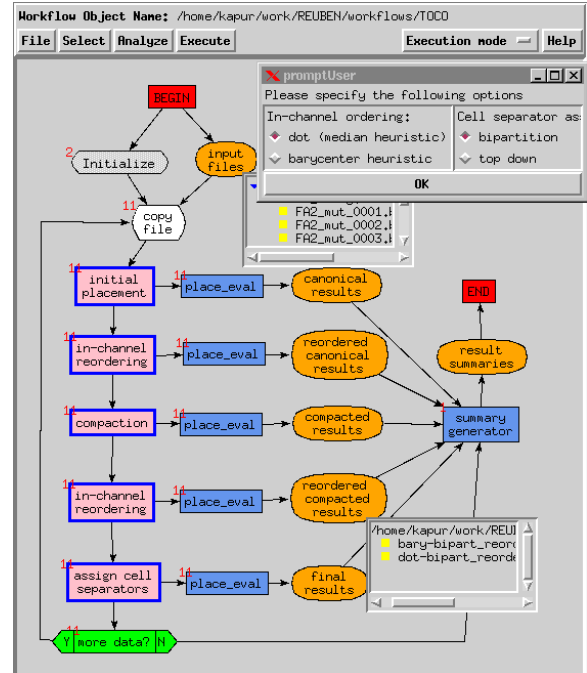 Workflow Object Name: /home/kapur/work/REUBEN/workflows/TOCO
File Select Analyze Execute Execution mode Help
promptUser
Please specify the following options
In-channel ordering: Cell separator as
dot (median heuristic) bipartition
barycenter heuristic top down
OK
BEGIN
2
Initialize
input
files
11
copy
file
FA2_mut_0001.
FA2_mut_0002.
FA2_mut_0003.
11
initial
placement
11
place_eval
canonical
results
END
11
in-channel
reordering
11
place_eval
reordered
canonical
results
result
summaries
11
compaction
11
place_eval
compacted
results
1
summary
generator
11
in-channel
reordering
11
place_eval
reordered
compacted
results
/home/kapur/work/REU
bary-bipart_reor
dot-bipart_reorde
11
assign cell
separators
11
place_eval
final
results
11
Y more data? N